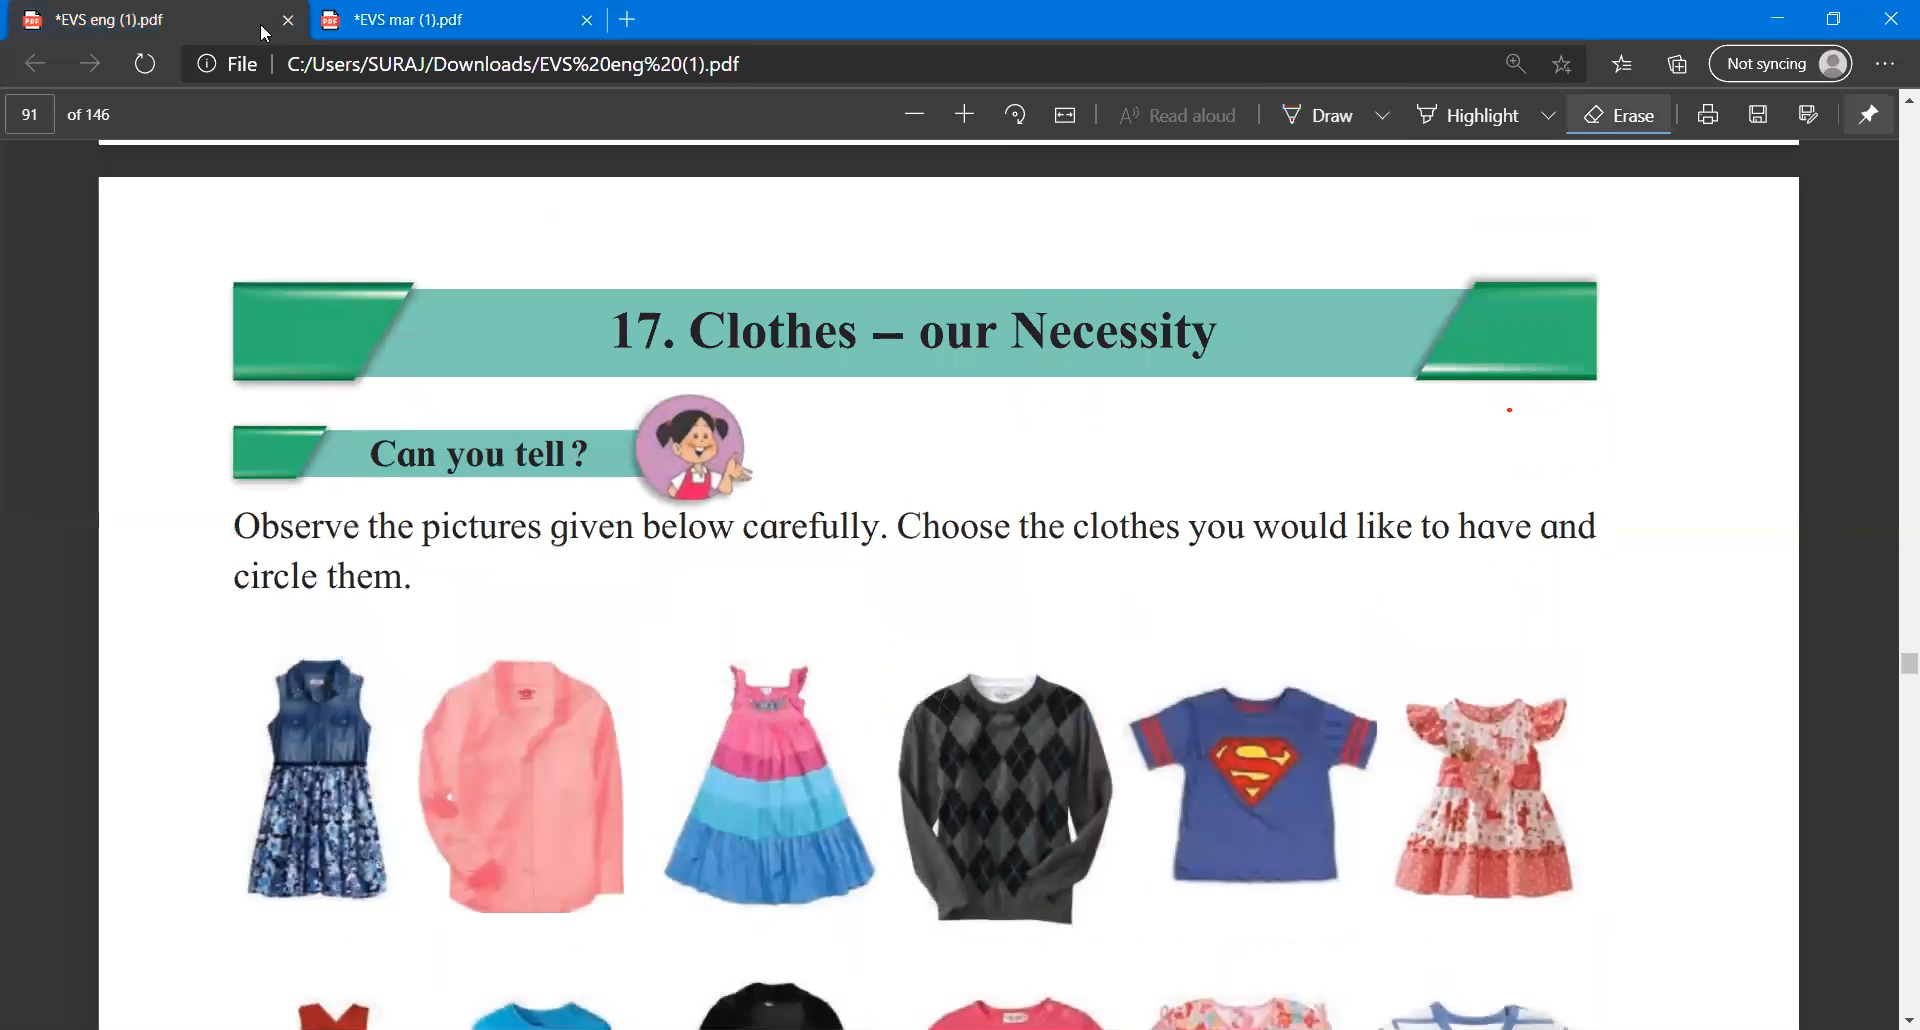 *EVS eng (1).pdf
*EVS mar (1).pdf
File
C:/Users/SURAJ/Downloads/EVS%20eng%20(1).pdf
Not syncing
91 of 146
Read aloud
Draw
Highlight
Erase
17. Clothes – our Necessity
Can you tell?
Observe the pictures given below carefully. Choose the clothes you would like to have and
circle them.